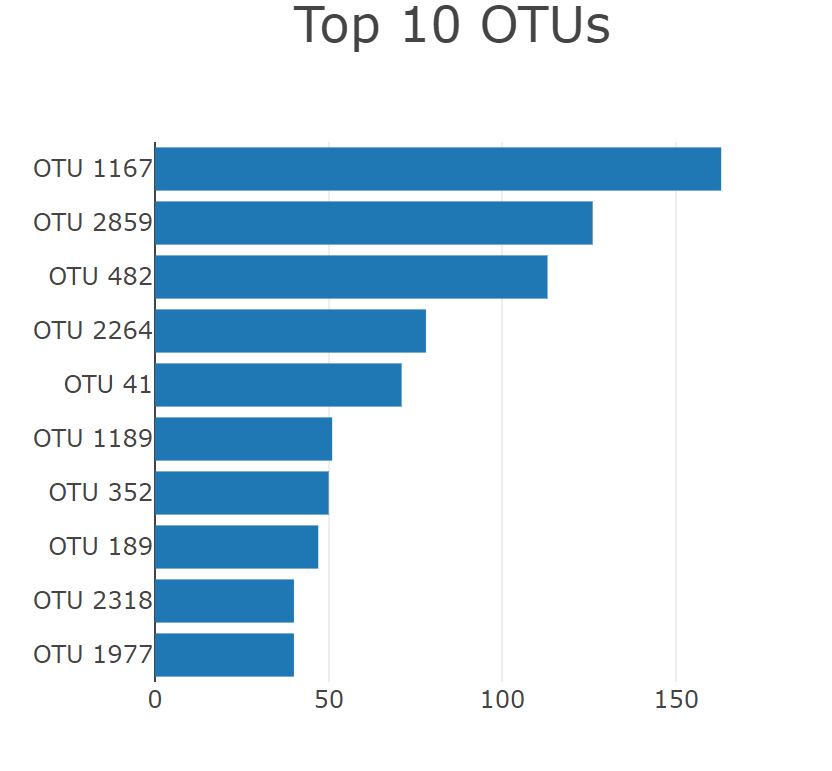 Top 10 OTUs
OTU 1167
OTU 2859
OTU 482
OTU 2264
OTU 41
OTU 1189
OTU 352
OTU 189
OTU 2318
OTU 1977
0 50 100 150